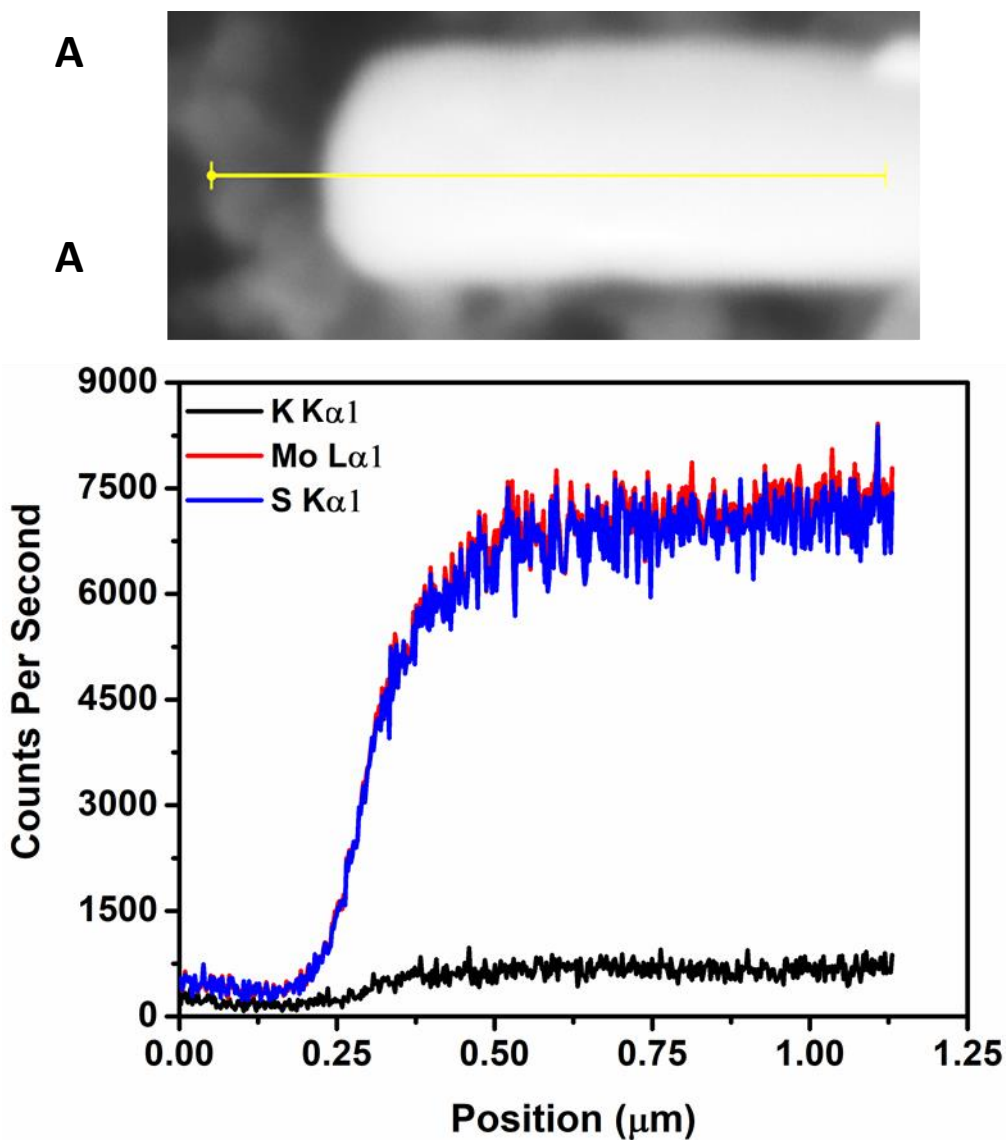 A
A
9000
7500
6000
4500
3000
1500
0
K Kα1
Mo Lα1
S Kα1
Counts Per Second
0.00 0.25 0.50 0.75 1.00 1.25
Position (μm)